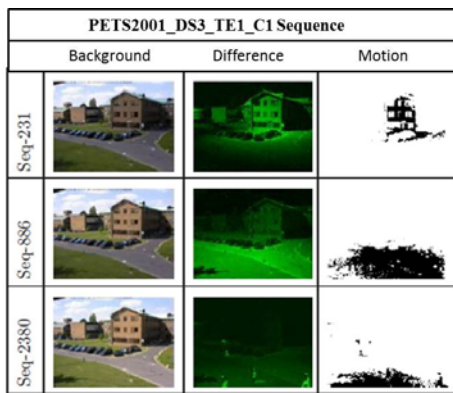 PETS2001_DS3_TE1_C1 Sequence
Background Difference Motion
Seq-231
Seq-886
Seq-2380